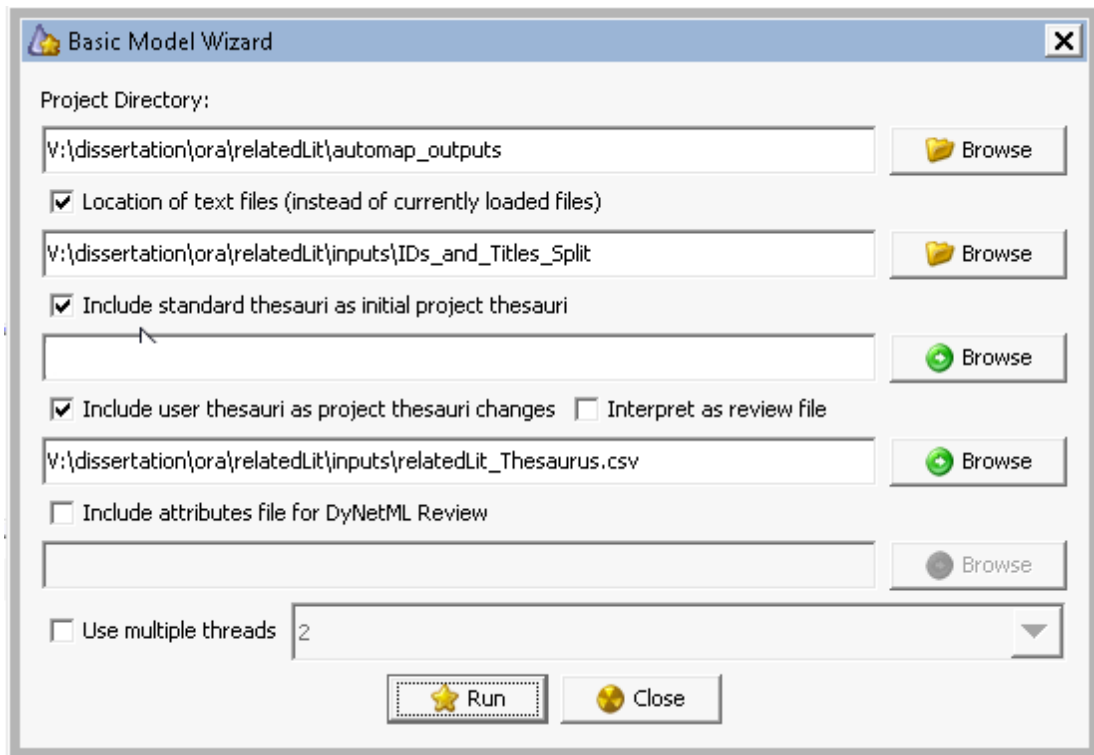 Basic Model Wizard
Project Directory:
V:\dissertation\ora\relatedLit\automap_outputs
Browse
Location of text files (instead of currently loaded files)
V:\dissertation\ora\relatedLit\inputs\IDs_and_Titles_Split
Browse
Include standard thesauri as initial project thesauri
Browse
Include user thesauri as project thesauri changes Interpret as review file
V:\dissertation\ora\relatedLit\inputs\relatedLit_Thesaurus.csv
Browse
Include attributes file for DyNetML Review
Browse
Use multiple threads 2
Run Close